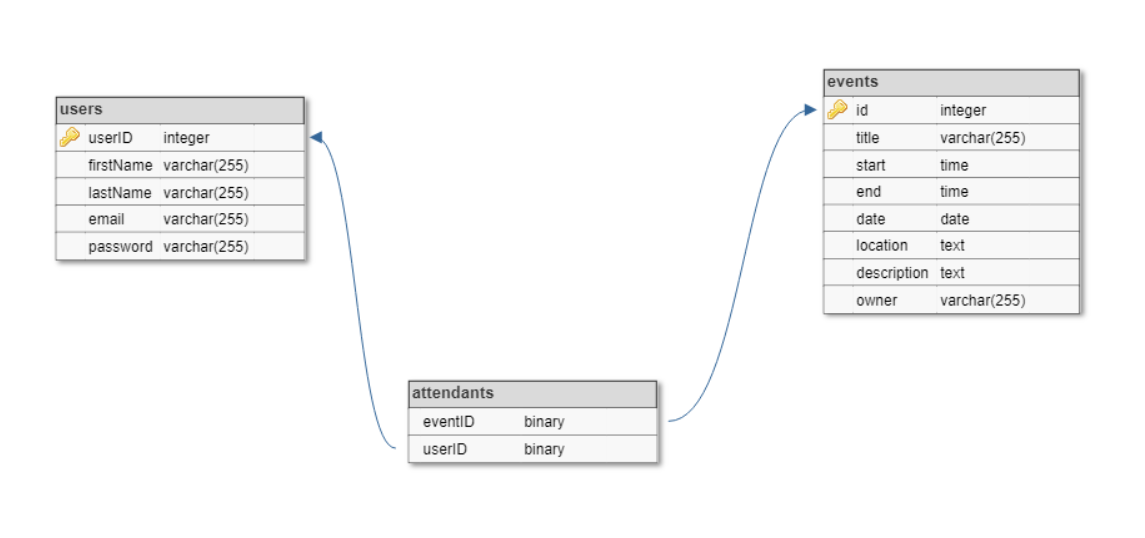 users
userID integer
firstName varchar(255)
lastName varchar(255)
email varchar(255)
password varchar(255)
events
id integer
title varchar(255)
start time
end time
date date
location text
description text
owner varchar(255)
attendants
eventID binary
userID binary